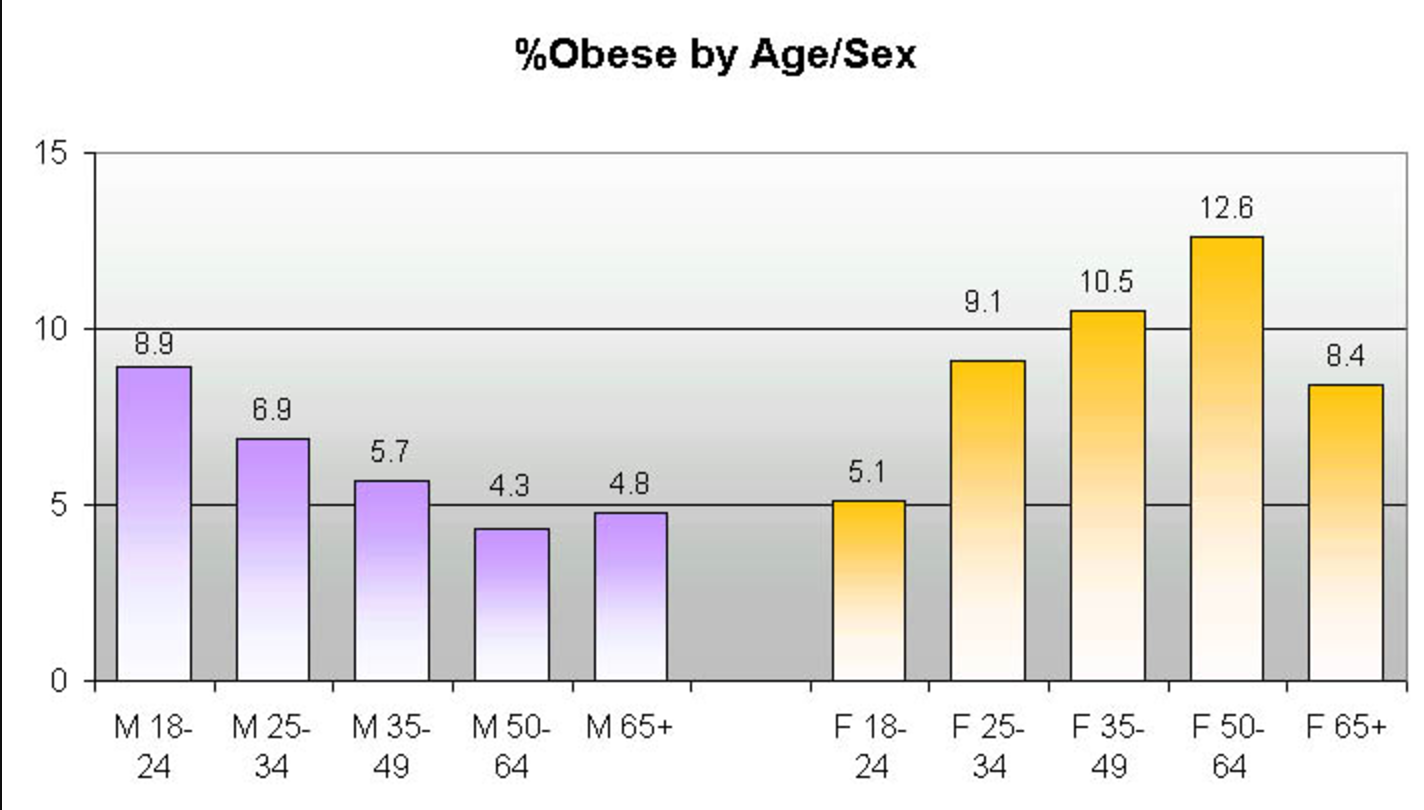 %Obese by Age/Sex
15
10
5
0
8.9
6.9
5.7
4.3
4.8
5.1
9.1
10.5
12.6
8.4
M 18-
24
M 25-
34
M 35-
49
M 50-
64
M 65+
F 18-
24
F 25-
34
F 35-
49
F 50-
64
F 65+